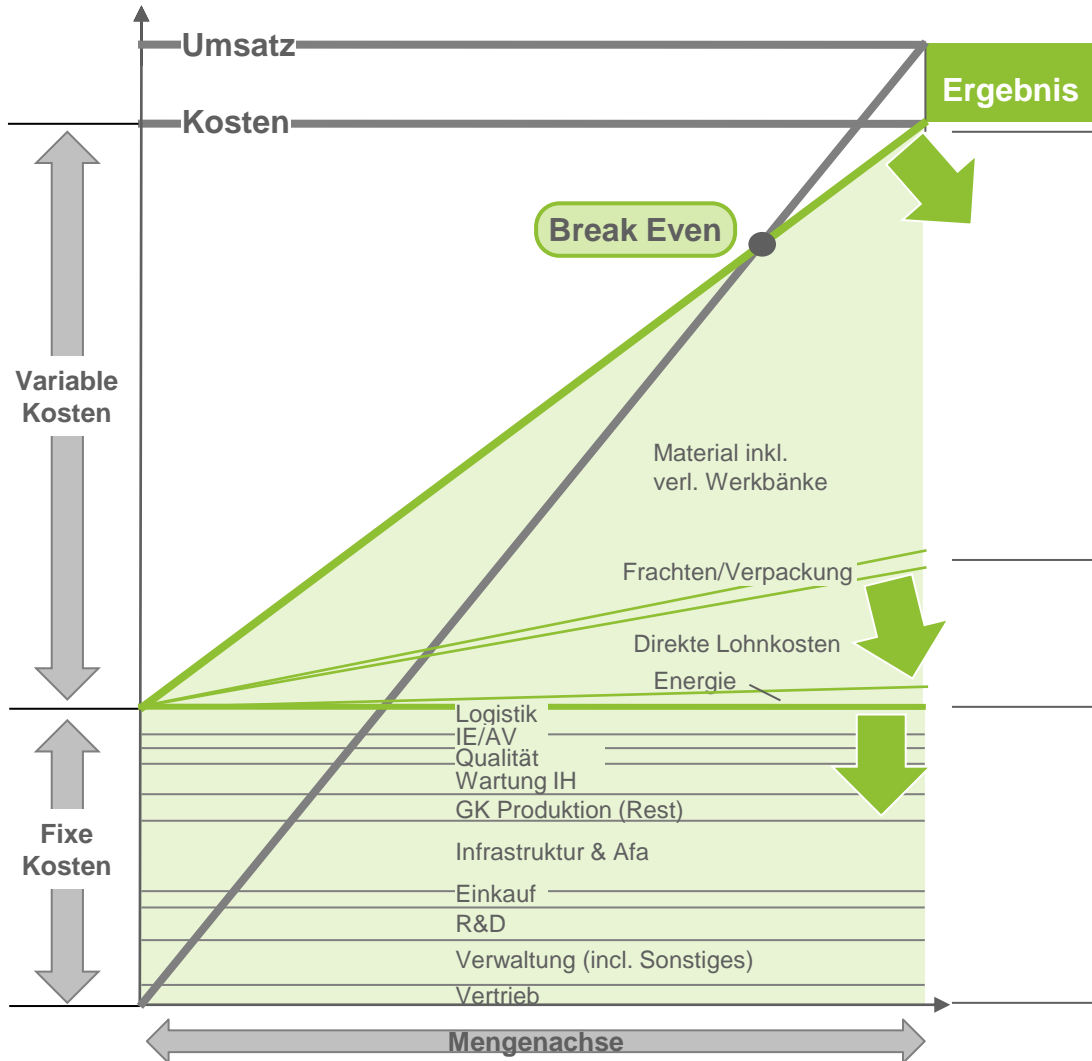 Umsatz
Ergebnis
Kosten
Break Even
Variable
Kosten
Material inkl.
verl. Werkbänke
Frachten/Verpackung
Direkte Lohnkosten
Energie
Logistik
IE/AV
Qualität
Wartung IH
GK Produktion (Rest)
Fixe
Kosten
Infrastruktur & Afa
Einkauf
R&D
Verwaltung (incl. Sonstiges)
Vertrieb
Mengenachse